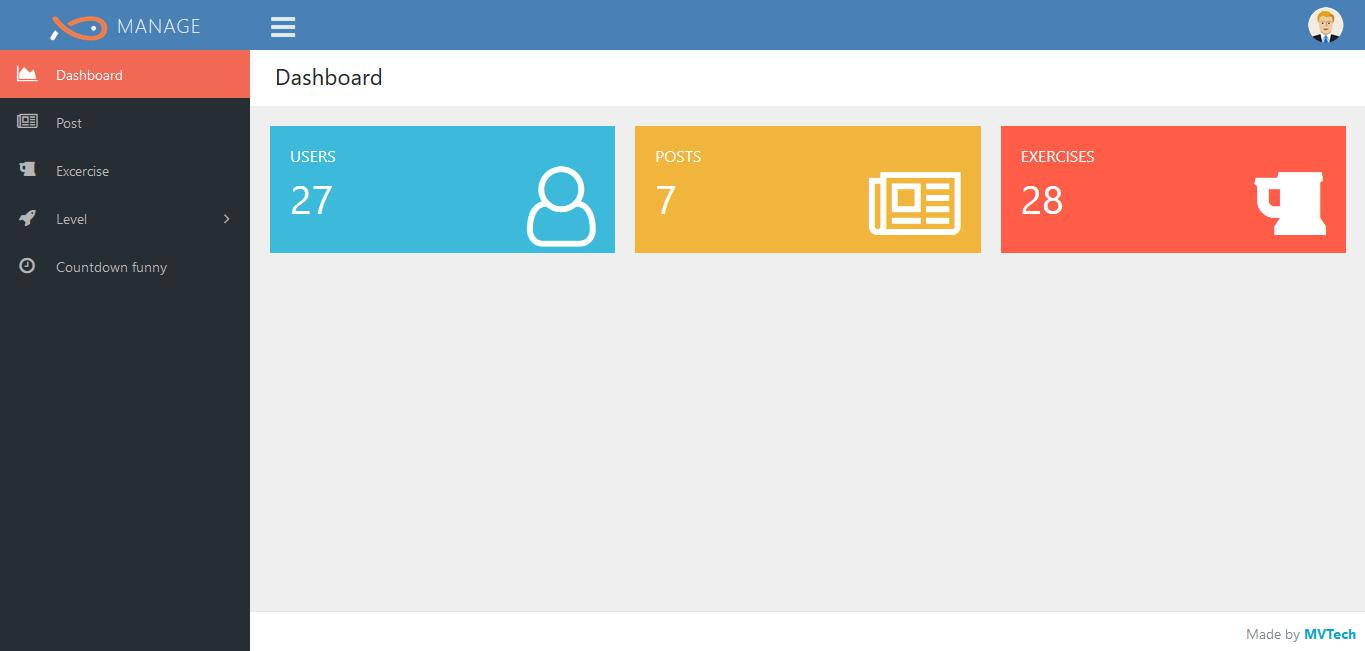 MANAGE
Dashboard
Post
Excercise
Level
Countdown funny
Dashboard
USERS
27
POSTS
7
EXERCISES
28
Made by MVTech